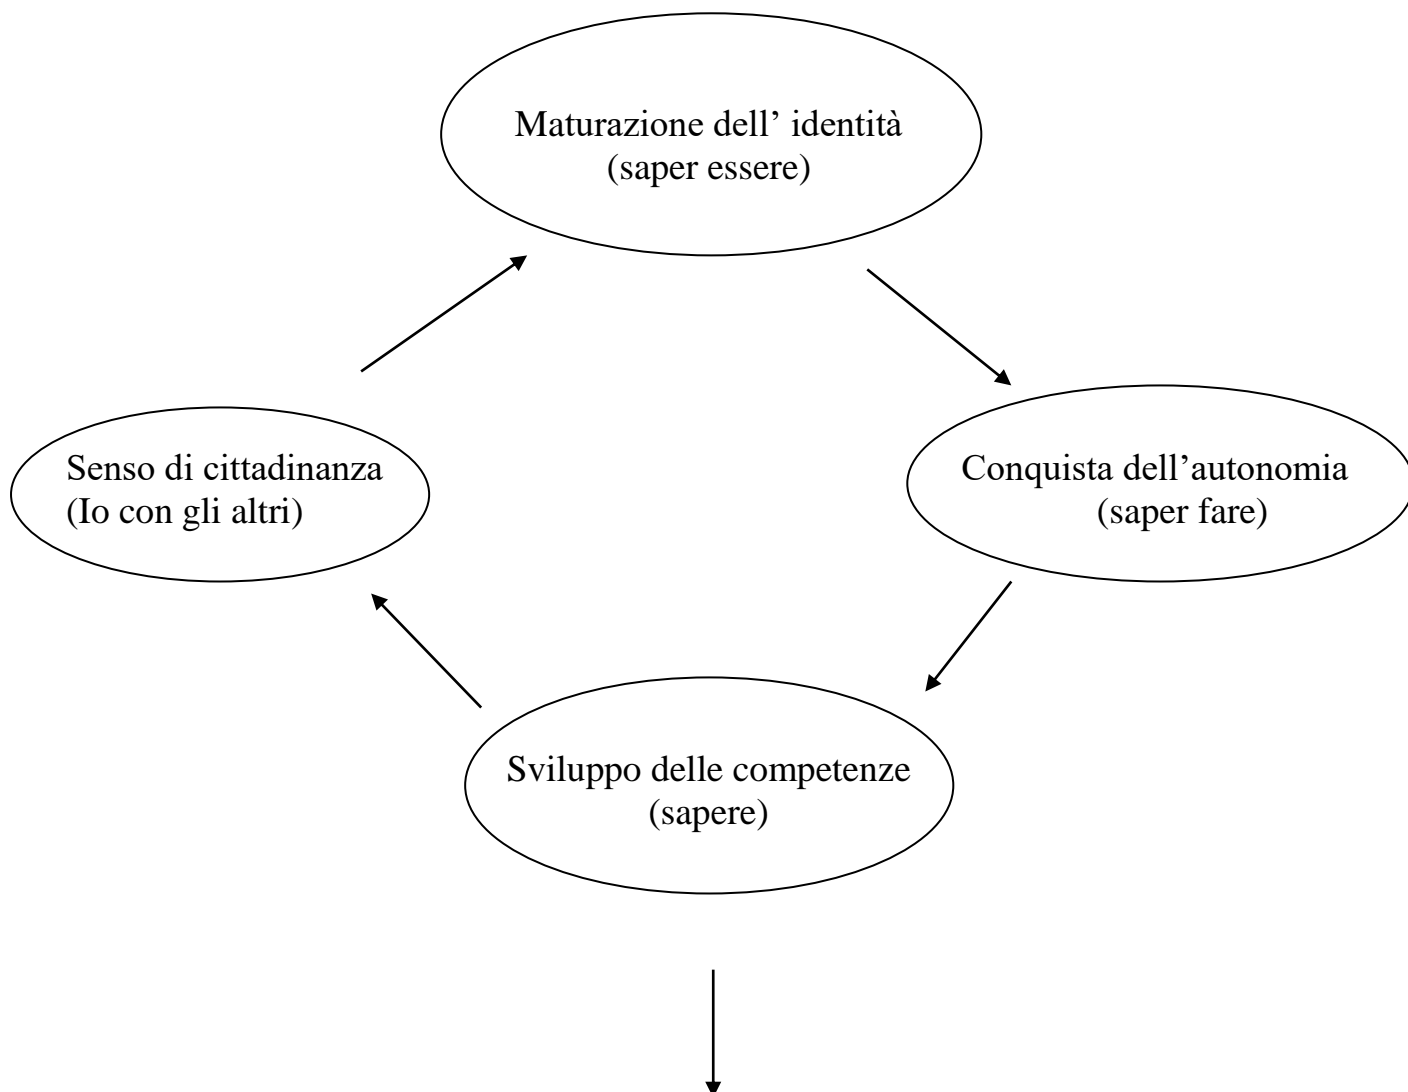 Maturazione dell’ identità
(saper essere)
Senso di cittadinanza
(Io con gli altri)
Conquista dell’autonomia
(saper fare)
Sviluppo delle competenze
(sapere)